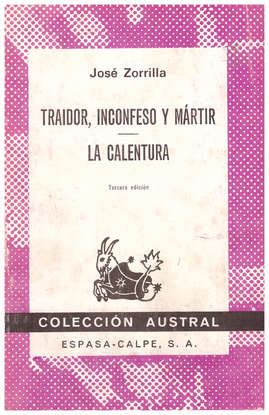 José Zorrilla
TRAIDOR, INCONFESO Y MÁRTIR
LA CALENTURA
Tercera edición
COLECCIÓN AUSTRAL
ESPASA-CALPE, S. A.